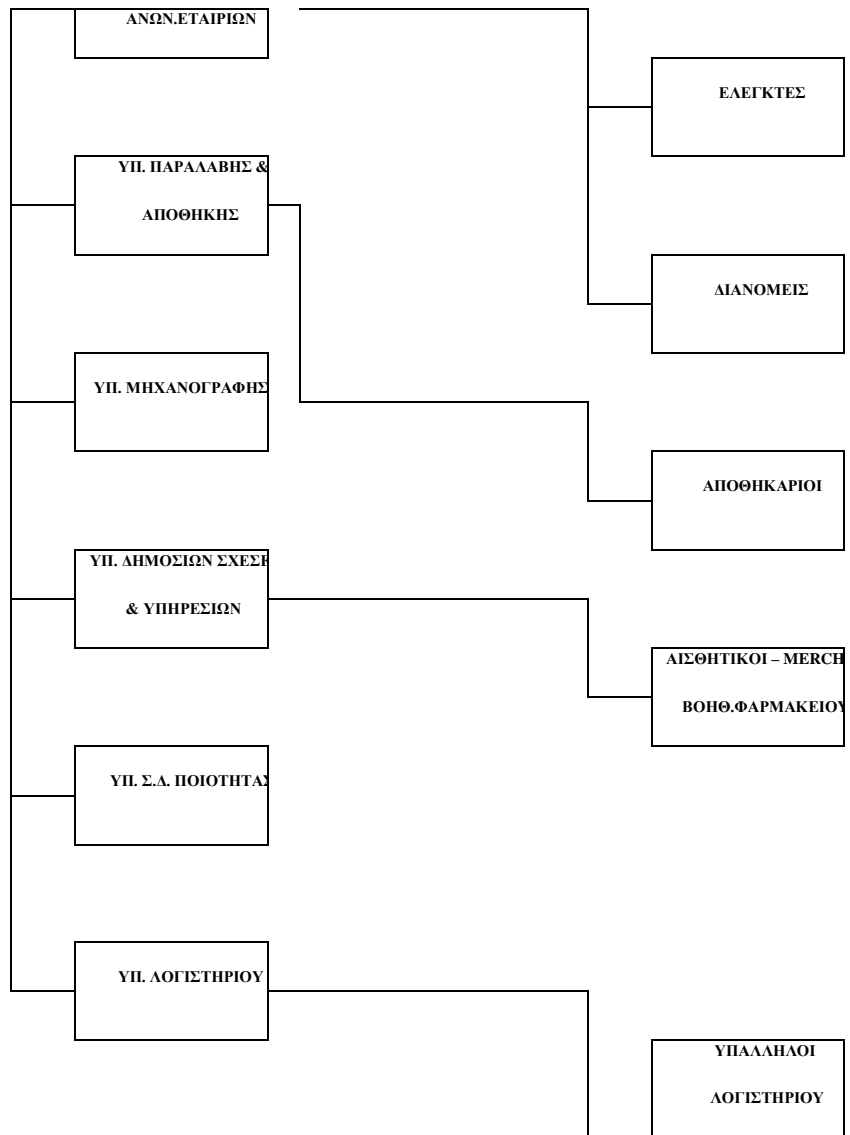 ΑΝΩΝ.ΕΤΑΙΡΙΩΝ
ΕΛΕΓΚΤΕΣ
ΥΠ. ΠΑΡΑΛΑΒΗΣ &
ΑΠΟΘΗΚΗΣ
ΔΙΑΝΟΜΕΙΣ
ΥΠ. ΜΗΧΑΝΟΓΡΑΦΗΣ
ΑΠΟΘΗΚΑΡΙΟΙ
ΥΠ. ΔΗΜΟΣΙΩΝ ΣΧΕΣΕ
& ΥΠΗΡΕΣΙΩΝ
ΑΙΣΘΗΤΙΚΟΙ – MERCH
ΒΟΗΘ.ΦΑΡΜΑΚΕΙΟΥ
ΥΠ. Σ.Δ. ΠΟΙΟΤΗΤΑΣ
ΥΠ. ΛΟΓΙΣΤΗΡΙΟΥ
ΥΠΑΛΛΗΛΟΙ
ΛΟΓΙΣΤΗΡΙΟΥ